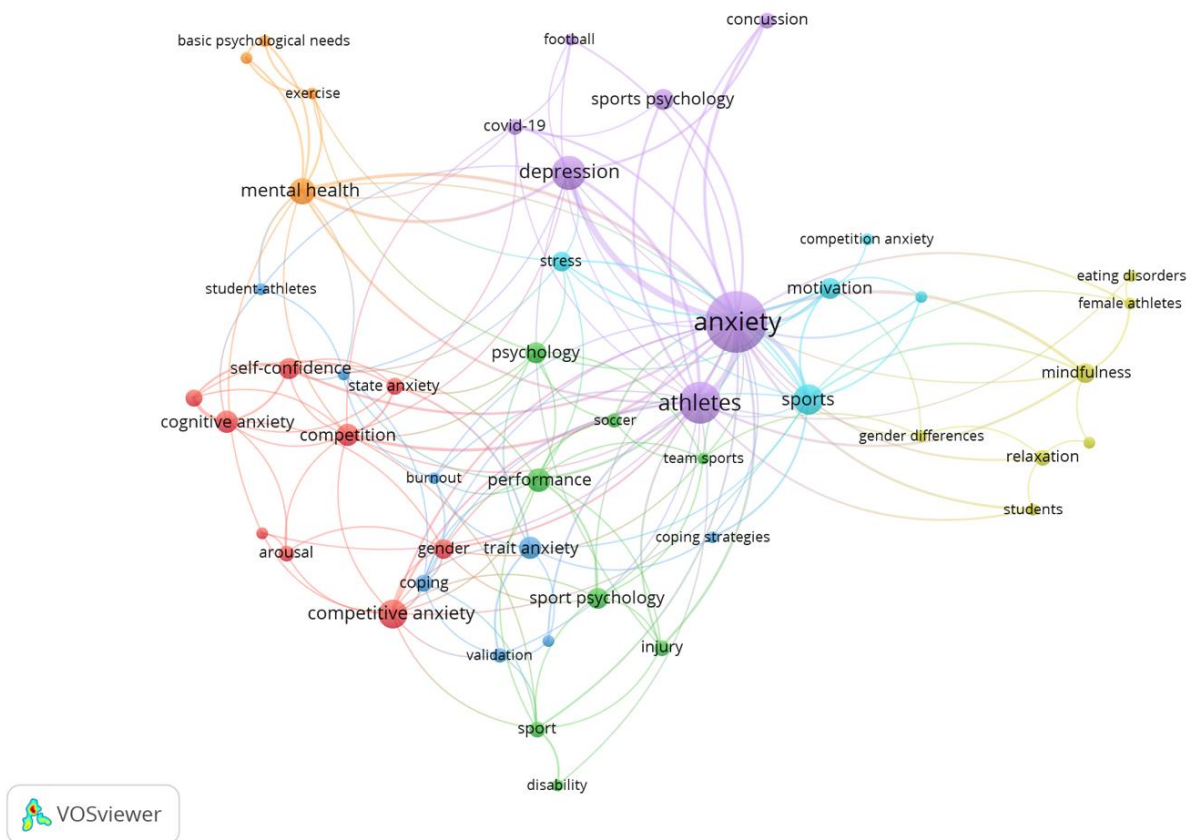 concussion
football
basic psychological needs
exercise
sports psychology
covid-19
depression
mental health
competition anxiety
stress
eating disorders
motivation
student-athletes
female athletes
anxiety
psychology
self-confidence
mindfulness
state anxiety
sports
athletes
cognitive anxiety
soccer
competition
gender differences
team sports
relaxation
burnout
performance
students
coping strategies
gender
trait anxiety
arousal
coping
sport psychology
competitive anxiety
injury
validation
sport
disability
VOSviewer